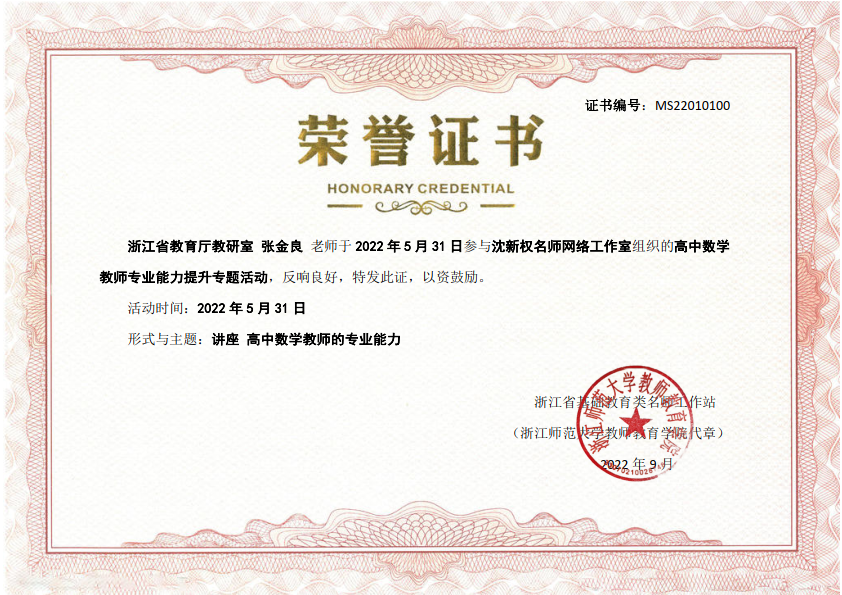 证书编号：MS22010100
荣誉证书
HONORARY CREDENTIAL
浙江省教育厅教研室 张金良 老师于 2022 年 5 月 31 日参与沈新权名师网络工作室组织的高中数学
教师专业能力提升专题活动，反响良好，特发此证，以资鼓励。
活动时间：2022 年 5 月 31 日
形式与主题：讲座 高中数学教师的专业能力
浙江省基础教育类名师工作站
（浙江师范大学教师教育学院代章）
2022 年 9 月
浙江师范大学教师教育学院